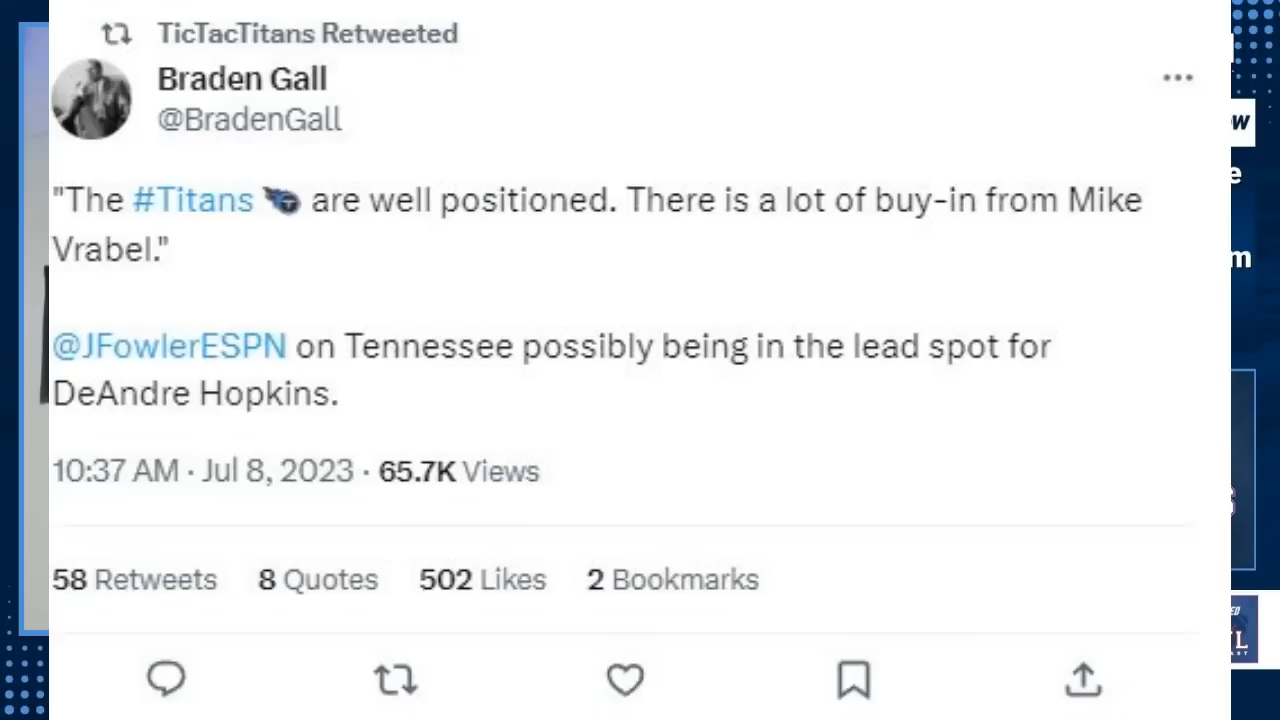 TicTacTitans Retweeted
Braden Gall
@BradenGall
"The #Titans are well positioned. There is a lot of buy-in from Mike
Vrabel."
@JFowlerESPN on Tennessee possibly being in the lead spot for
DeAndre Hopkins.
10:37 AM · Jul 8, 2023 · 65.7K Views
58 Retweets 8 Quotes 502 Likes 2 Bookmarks